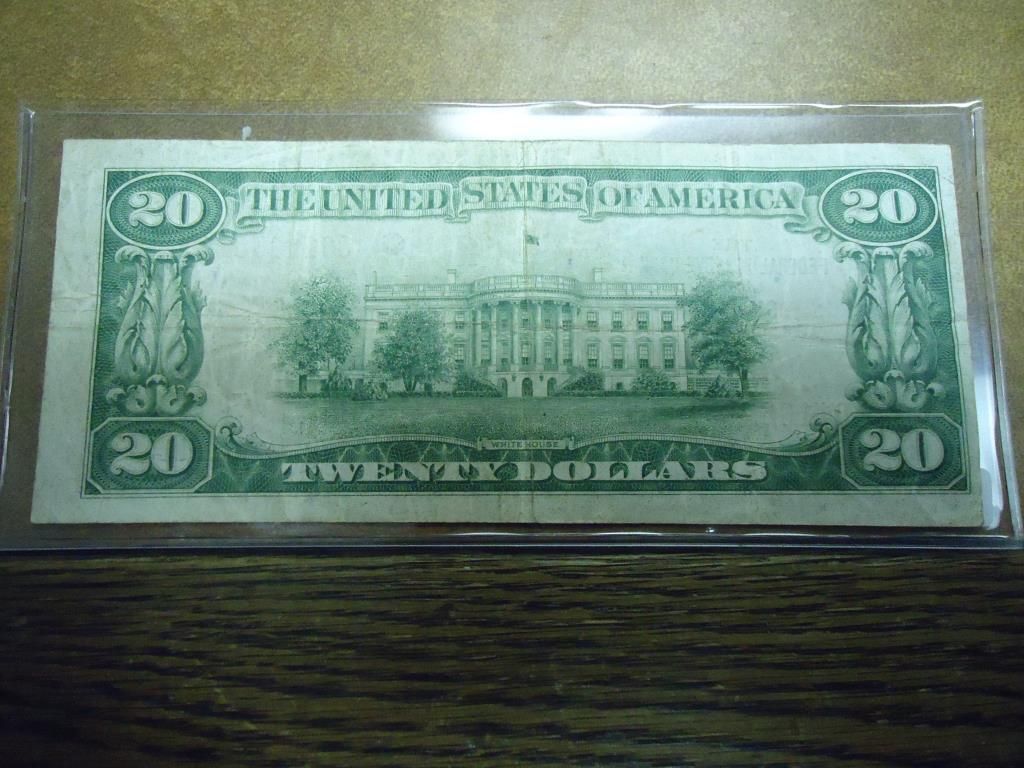 20 THE UNITED STATES OF AMERICA 20
WHITE HOUSE
20 TWENTY DOLLARS 20